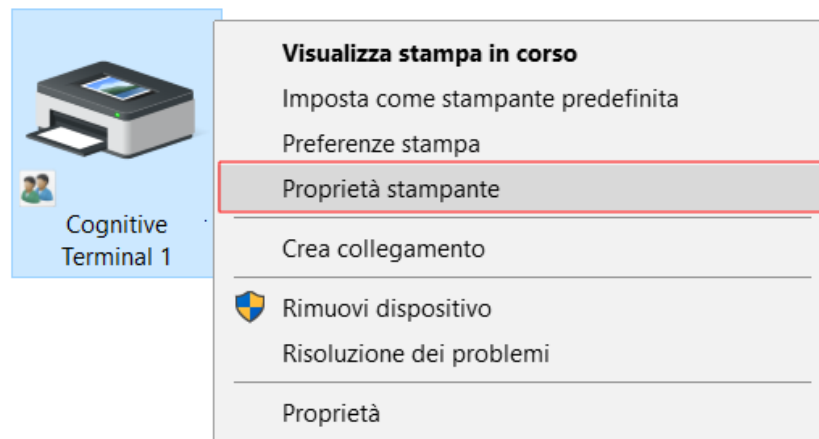 Visualizza stampa in corso
Imposta come stampante predefinita
Preferenze stampa
Proprietà stampante
Cognitive
Terminal 1
Crea collegamento
Rimuovi dispositivo
Risoluzione dei problemi
Proprietà